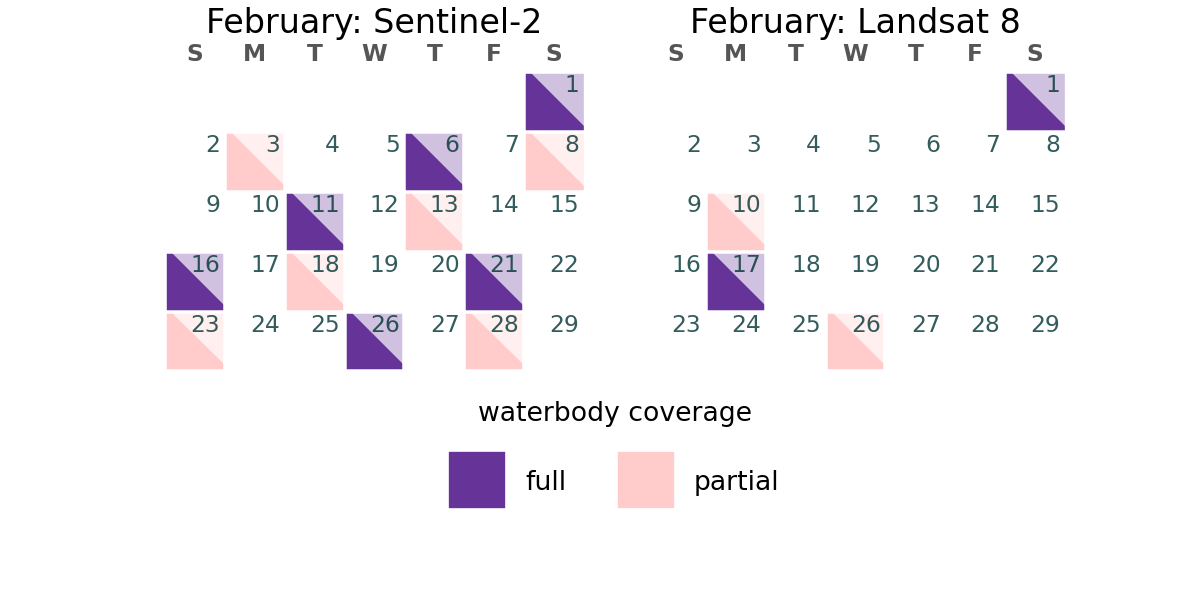 February: Sentinel-2
S M T W T F S
1
2 3 4 5 6 7 8
9 10 11 12 13 14 15
16 17 18 19 20 21 22
23 24 25 26 27 28 29
February: Landsat 8
S M T W T F S
1
2 3 4 5 6 7 8
9 10 11 12 13 14 15
16 17 18 19 20 21 22
23 24 25 26 27 28 29
waterbody coverage
full
partial